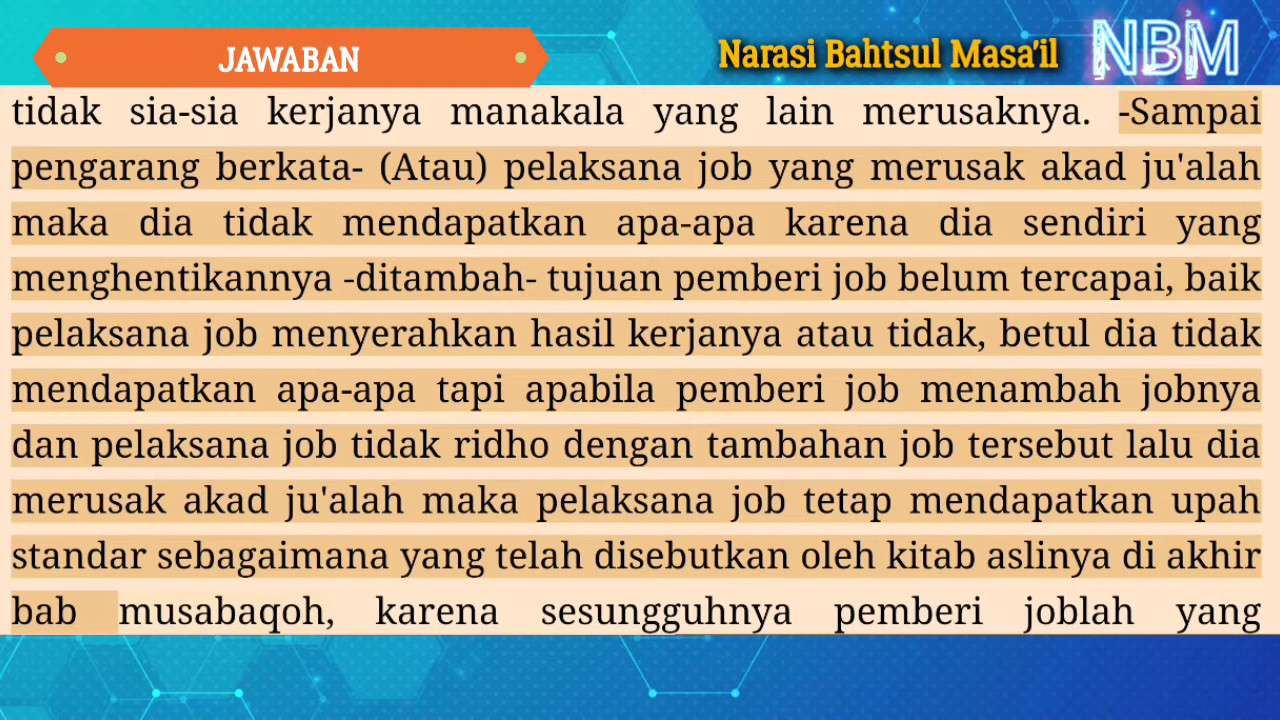 JAWABAN
Narasi Bahtsul Masa'il
NBM
tidak sia-sia kerjanya manakala yang lain merusaknya. -Sampai
pengarang berkata- (Atau) pelaksana job yang merusak akad ju'alah
maka dia tidak mendapatkan apa-apa karena dia sendiri yang
menghentikannya -ditambah- tujuan pemberi job belum tercapai, baik
pelaksana job menyerahkan hasil kerjanya atau tidak, betul dia tidak
mendapatkan apa-apa tapi apabila pemberi job menambah jobnya
dan pelaksana job tidak ridho dengan tambahan job tersebut lalu dia
merusak akad ju'alah maka pelaksana job tetap mendapatkan upah
standar sebagaimana yang telah disebutkan oleh kitab aslinya di akhir
bab musabaqoh, karena sesungguhnya pemberi joblah yang